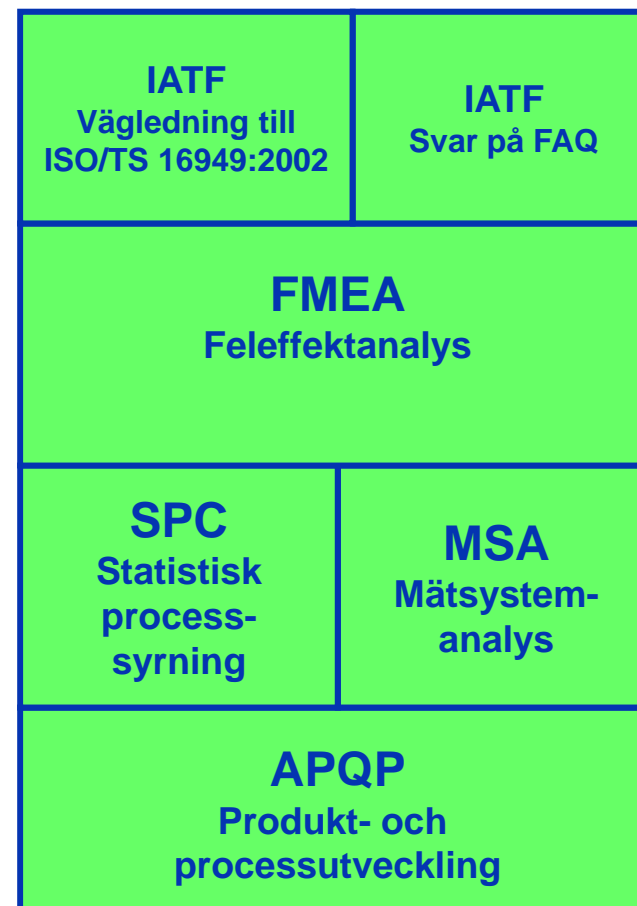 IATF
Vägledning till
ISO/TS 16949:2002
IATF
Svar på FAQ
FMEA
Feleffektanalys
SPC
Statistisk
process-
syrning
MSA
Mätsystem-
analys
APQP
Produkt- och
processutveckling